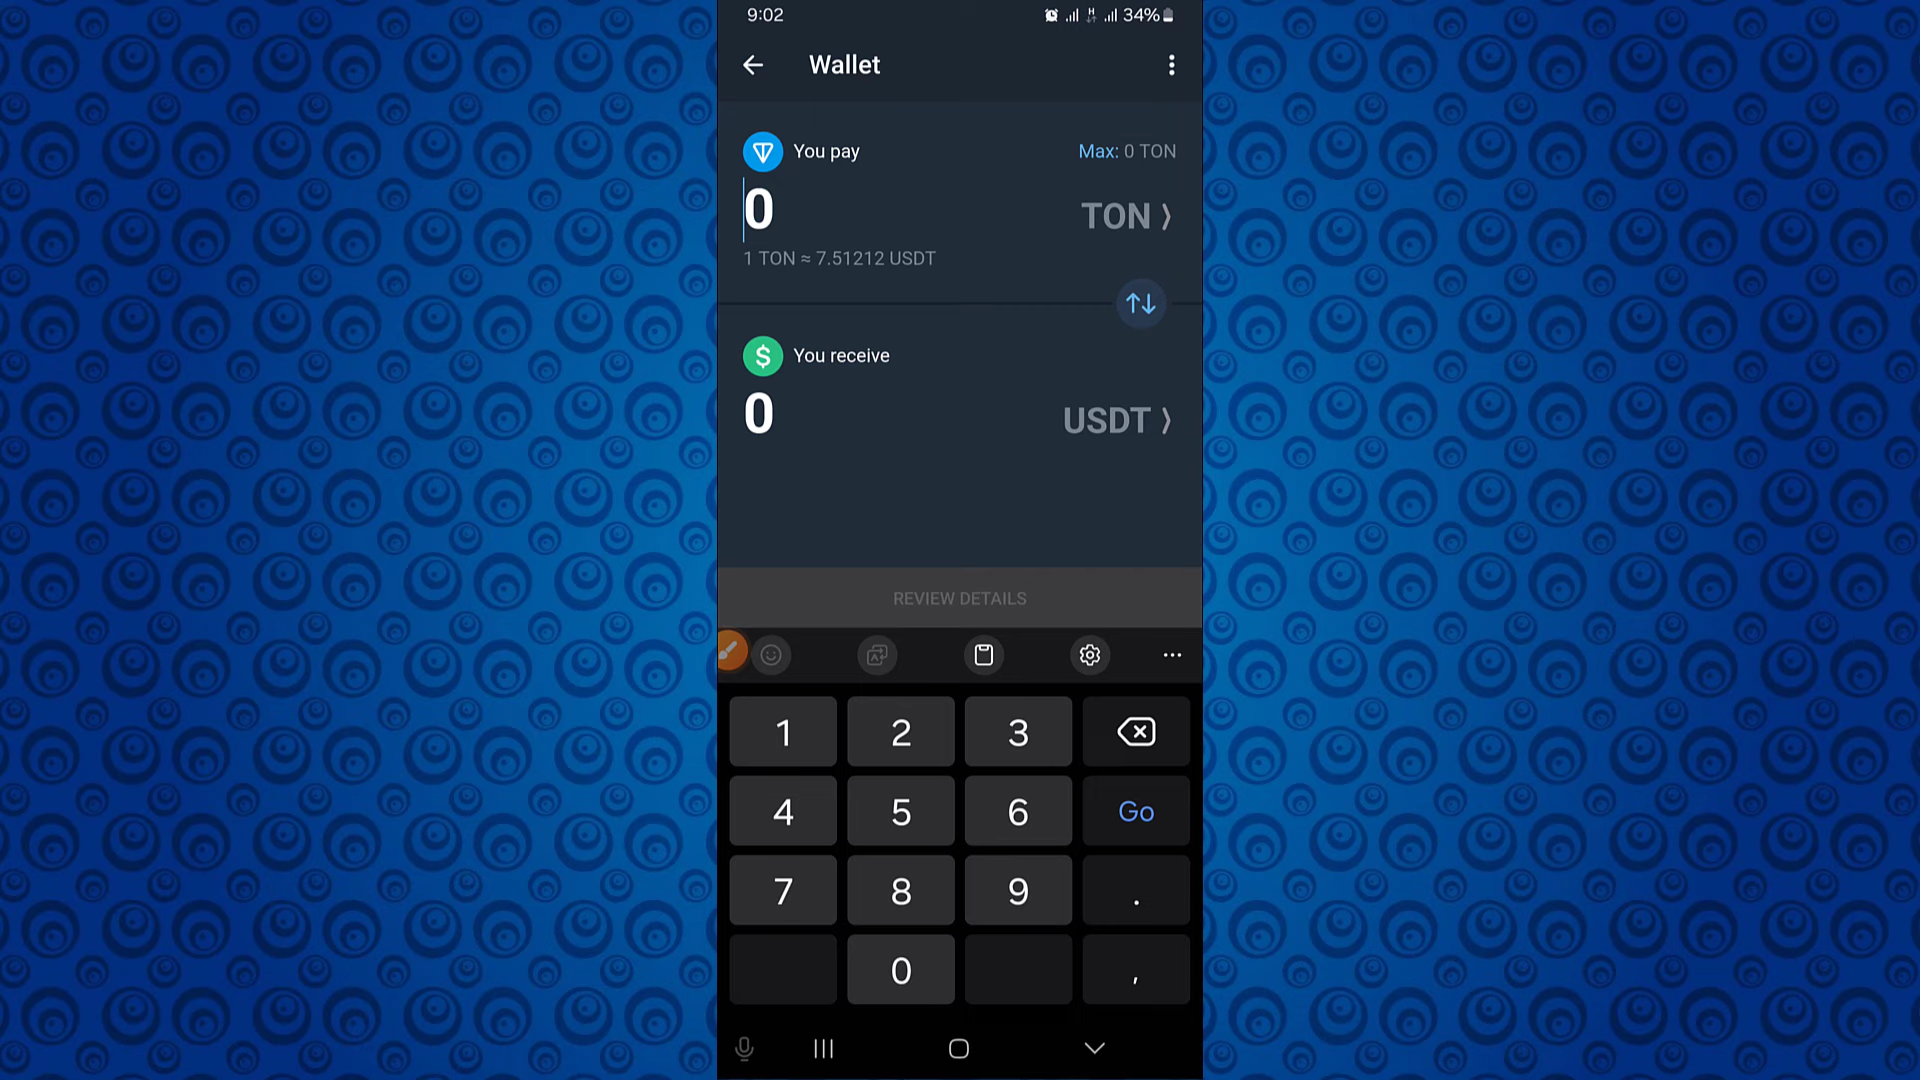 9:02
34%
Wallet
You pay
Max: 0 TON
0
TON
1 TON ≈ 7.51212 USDT
You receive
0
USDT
REVIEW DETAILS
1 2 3
4 5 6 Go
7 8 9 .
0 ,